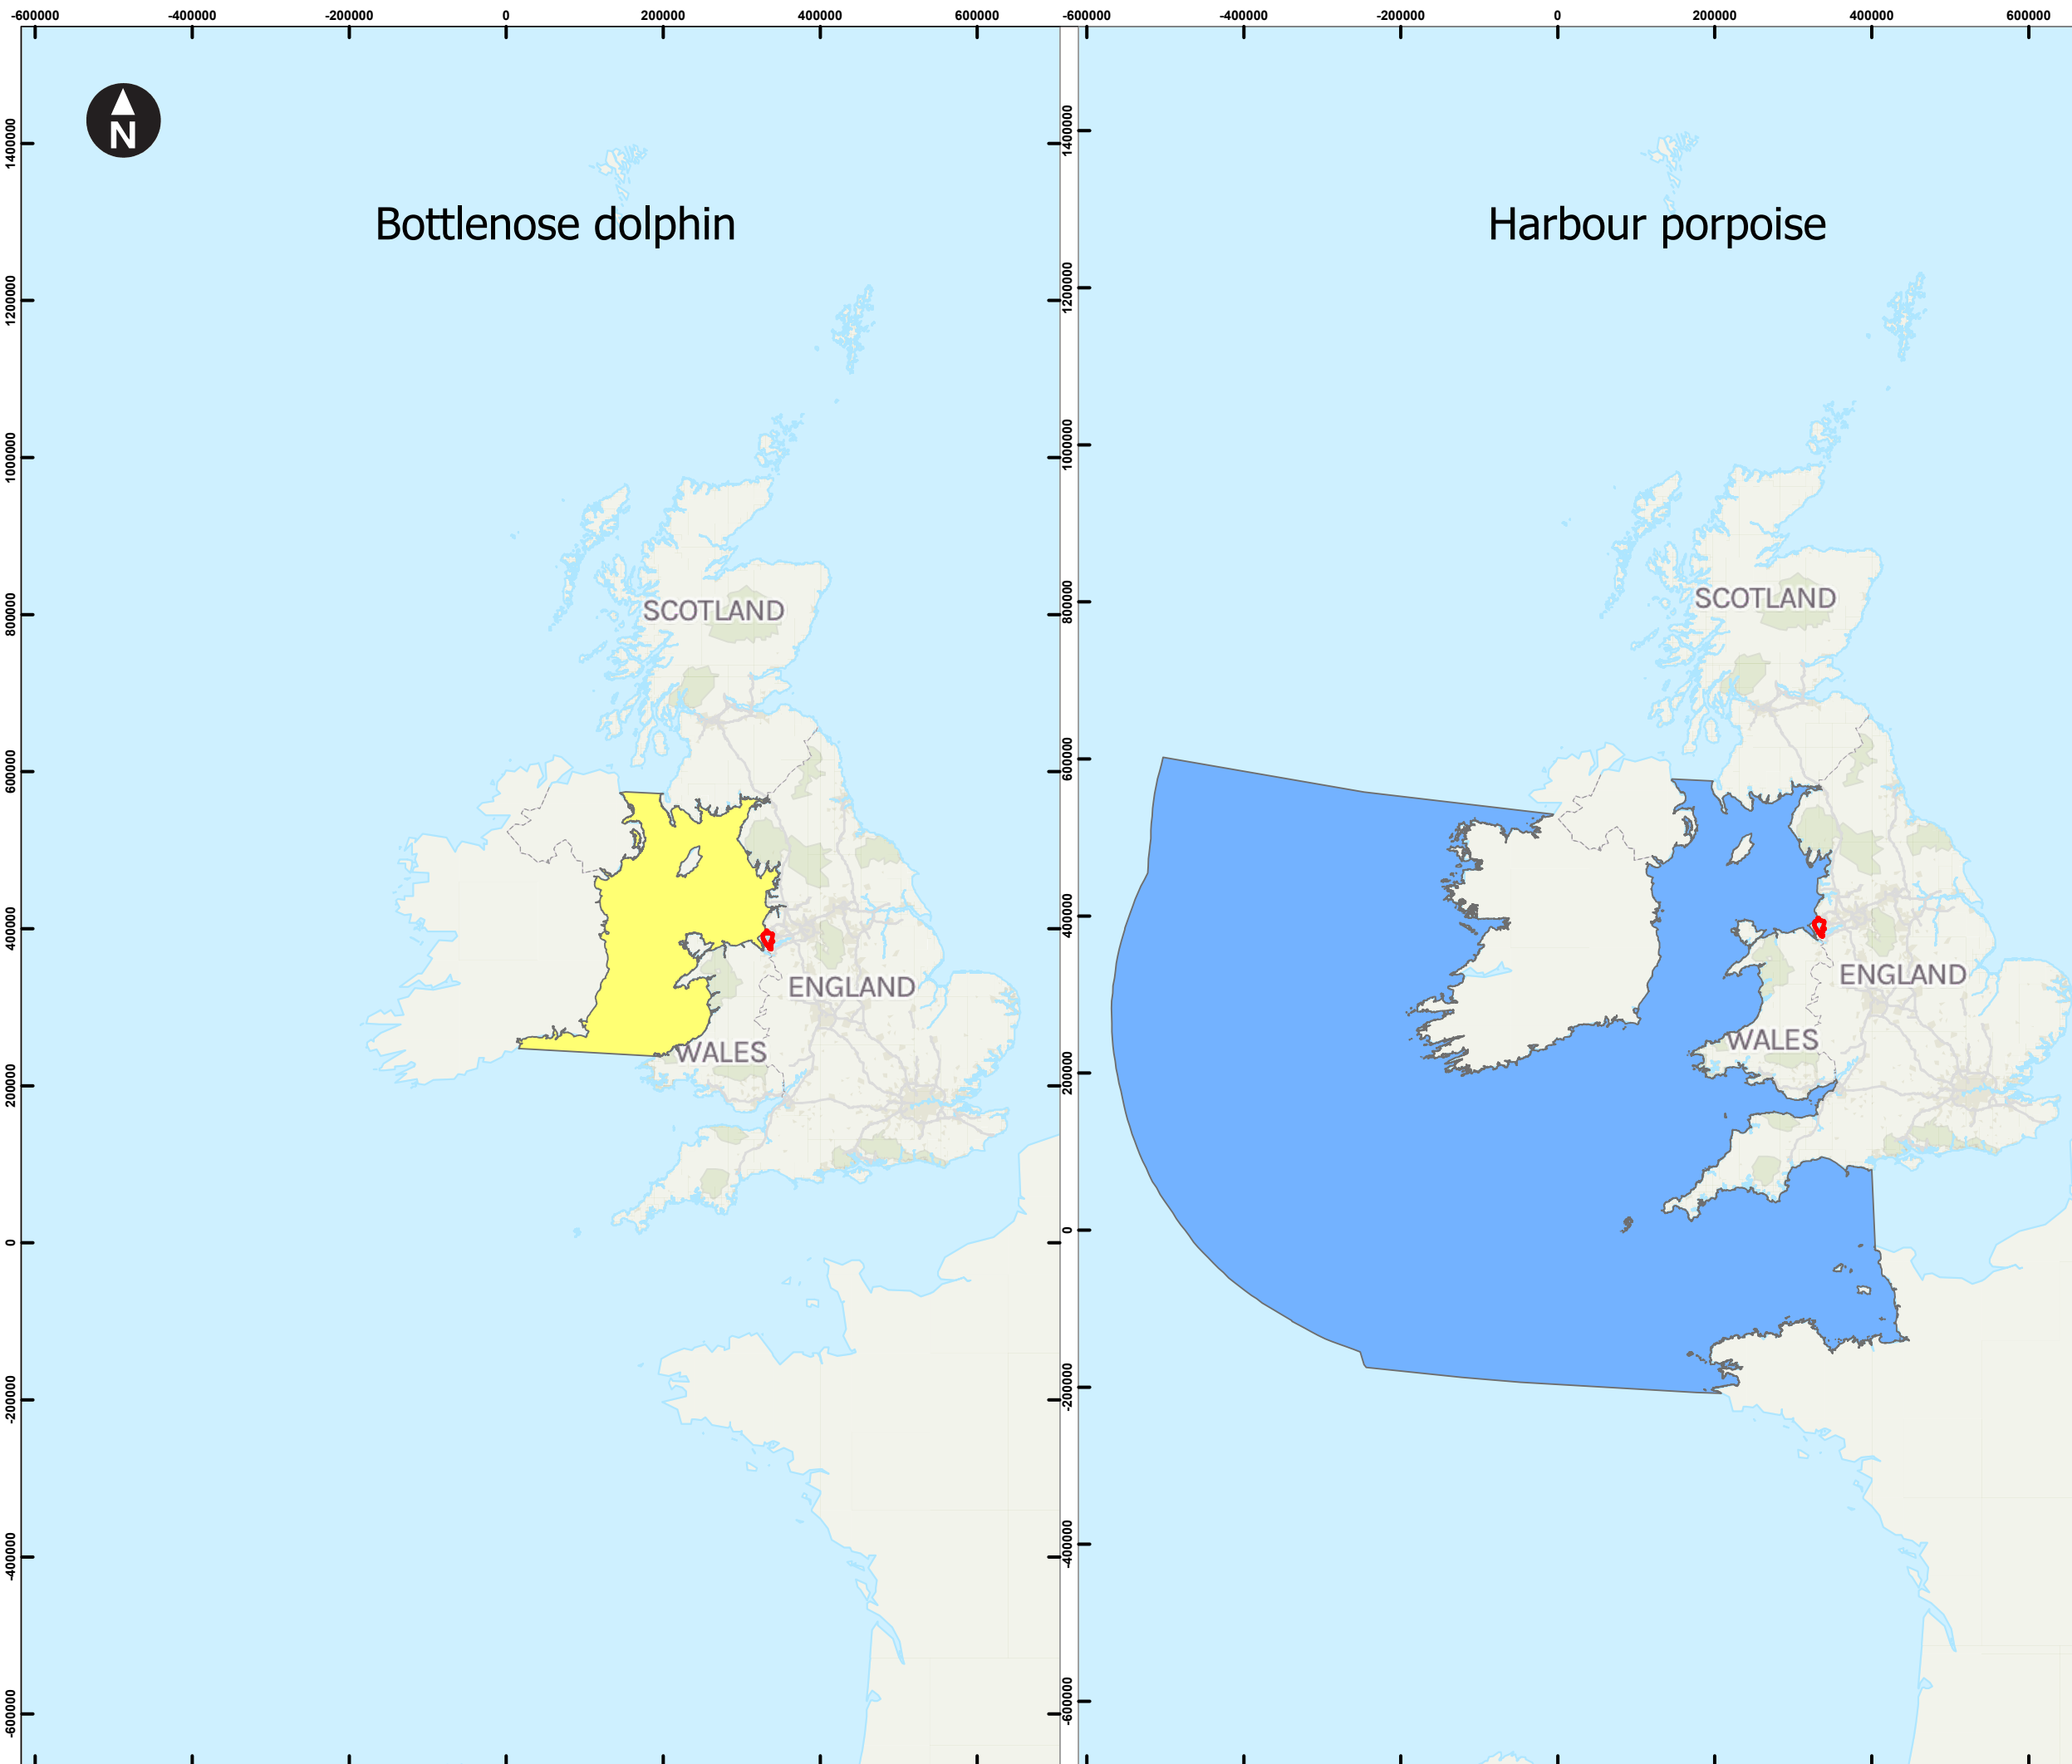 -600000 -400000 -200000 0 200000 400000 600000 -600000 -400000 -200000 0 200000 400000 600000
N
Bottlenose dolphin
1400000
1200000
1000000
800000
600000
400000
200000
0
-200000
-400000
-600000
SCOTLAND
ENGLAND
WALES
Harbour porpoise
1400000
1200000
1000000
800000
600000
400000
200000
0
-200000
-400000
-600000
SCOTLAND
ENGLAND
WALES